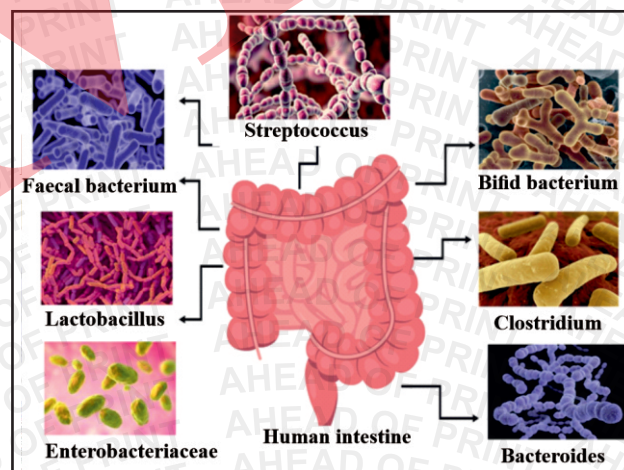 AHEAD OF PRINT
Streptococcus
Faecal bacterium
Bifid bacterium
Lactobacillus
Clostridium
Enterobacteriaceae
Human intestine
Bacteroides